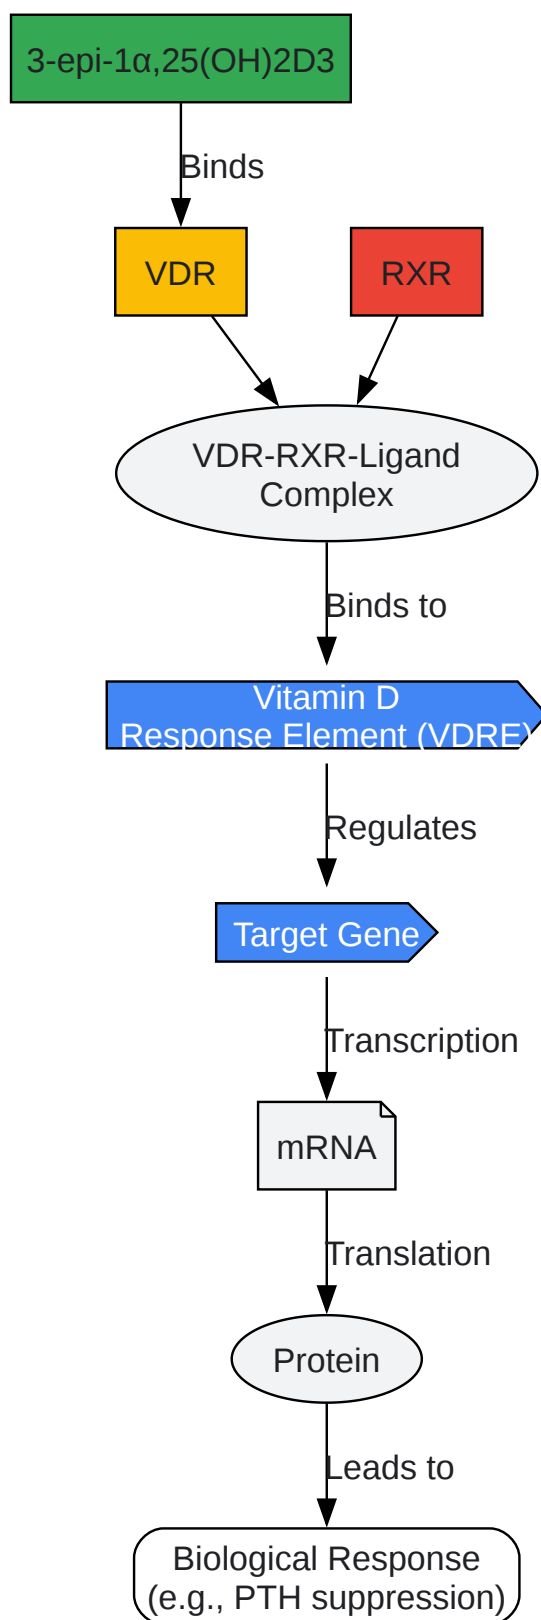 3-epi-1α,25(OH)2D3
Binds
VDR
RXR
VDR-RXR-Ligand
Complex
Binds to
Vitamin D
Response Element (VDRE)
Regulates
Target Gene
Transcription
mRNA
Translation
Protein
Leads to
Biological Response
(e.g., PTH suppression)